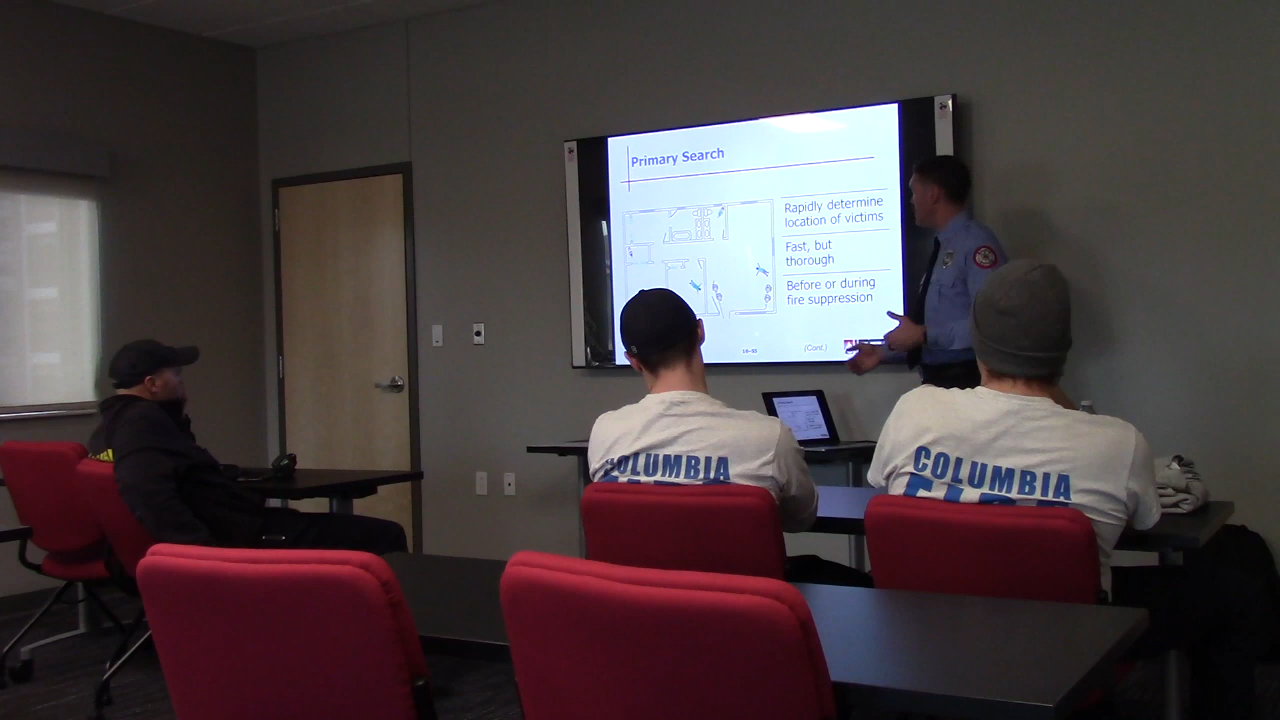 Primary Search
Rapidly determine
location of victims
Fast, but
thorough
Before or during
fire suppression
(Cont.)
COLUMBIA
COLUMBIA